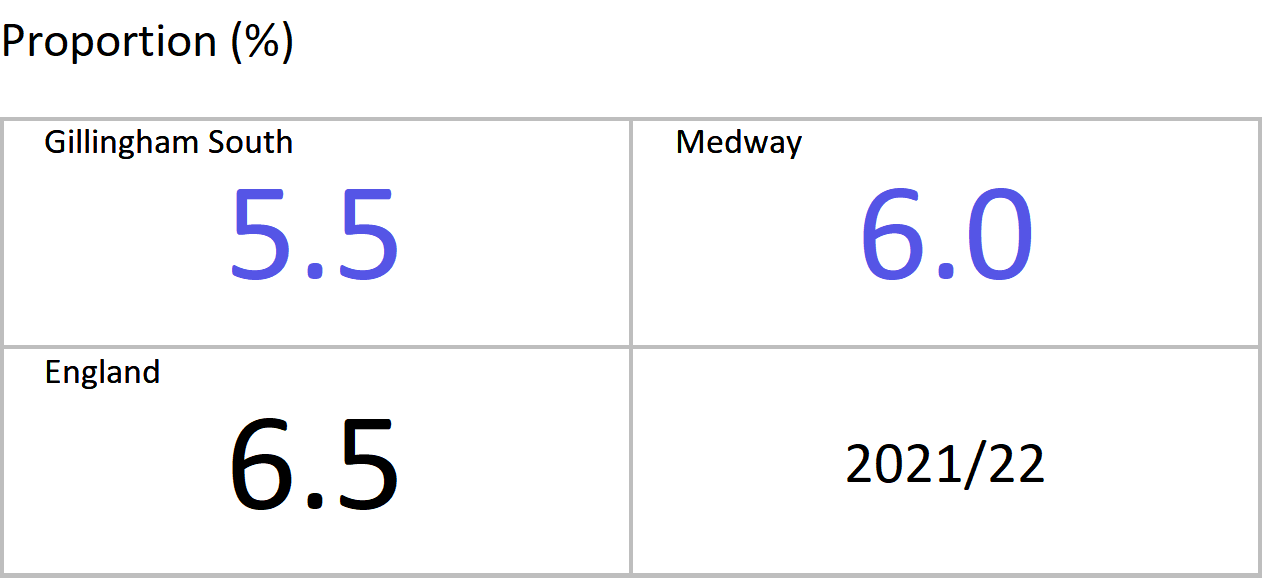 Proportion (%)
Gillingham South
5.5
Medway
6.0
England
6.5
2021/22